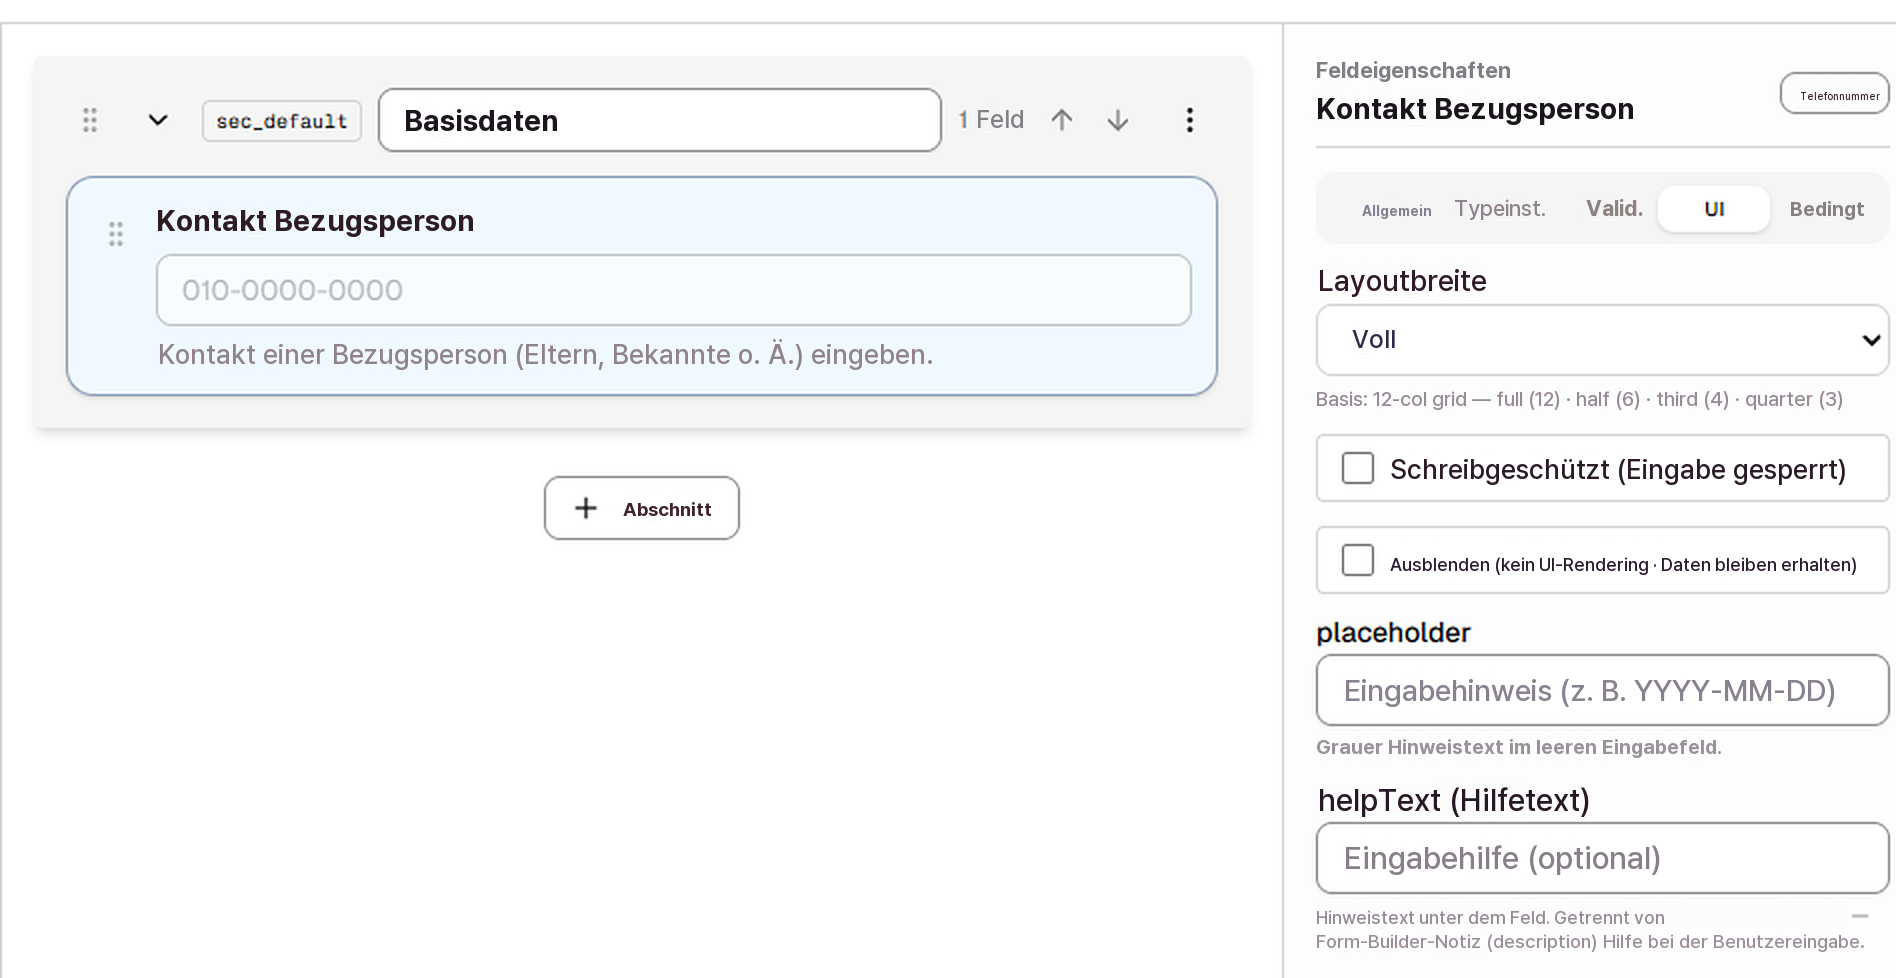 sec_default
Basisdaten
1 Feld
Kontakt Bezugsperson
010-0000-0000
Kontakt einer Bezugsperson (Eltern, Bekannte o. Ä.) eingeben.
Abschnitt
Feldeigenschaften
Kontakt Bezugsperson
Telefonnummer
Allgemein Typeinst. Valid. UI Bedingt
Layoutbreite
Voll
Basis: 12-col grid — full (12) · half (6) · third (4) · quarter (3)
Schreibgeschützt (Eingabe gesperrt)
Ausblenden (kein UI-Rendering · Daten bleiben erhalten)
placeholder
Eingabehinweis (z. B. YYYY-MM-DD)
Grauer Hinweistext im leeren Eingabefeld.
helpText (Hilfetext)
Eingabehilfe (optional)
Hinweistext unter dem Feld. Getrennt von
Form-Builder-Notiz (description) Hilfe bei der Benutzereingabe.